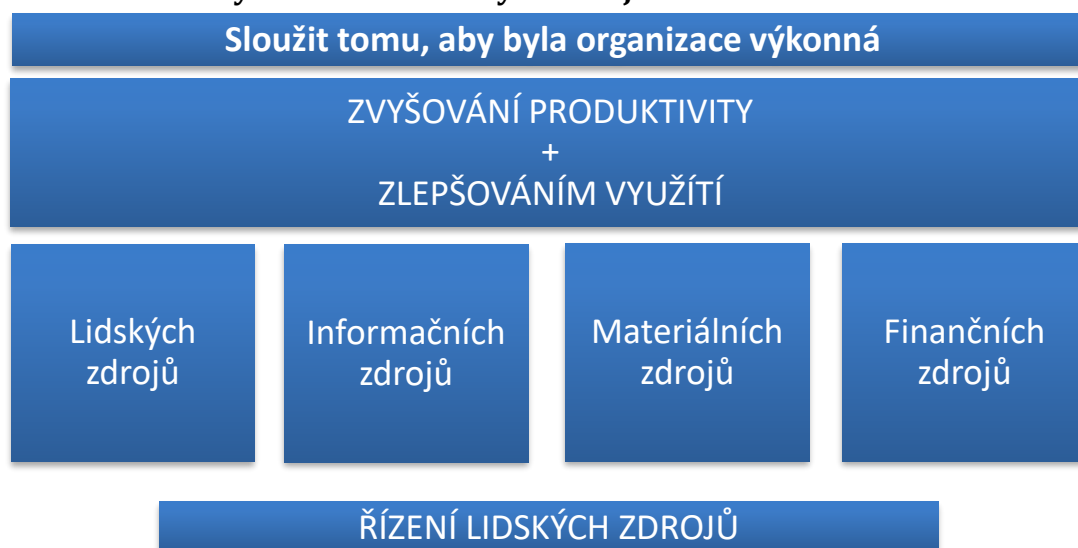 Sloužit tomu, aby byla organizace výkonná
ZVYŠOVÁNÍ PRODUKTIVITY
+
ZLEPŠOVÁNÍM VYUŽÍTÍ
Lidských
zdrojů
Informačních
zdrojů
Materiálních
zdrojů
Finančních
zdrojů
ŘÍZENÍ LIDSKÝCH ZDROJŮ